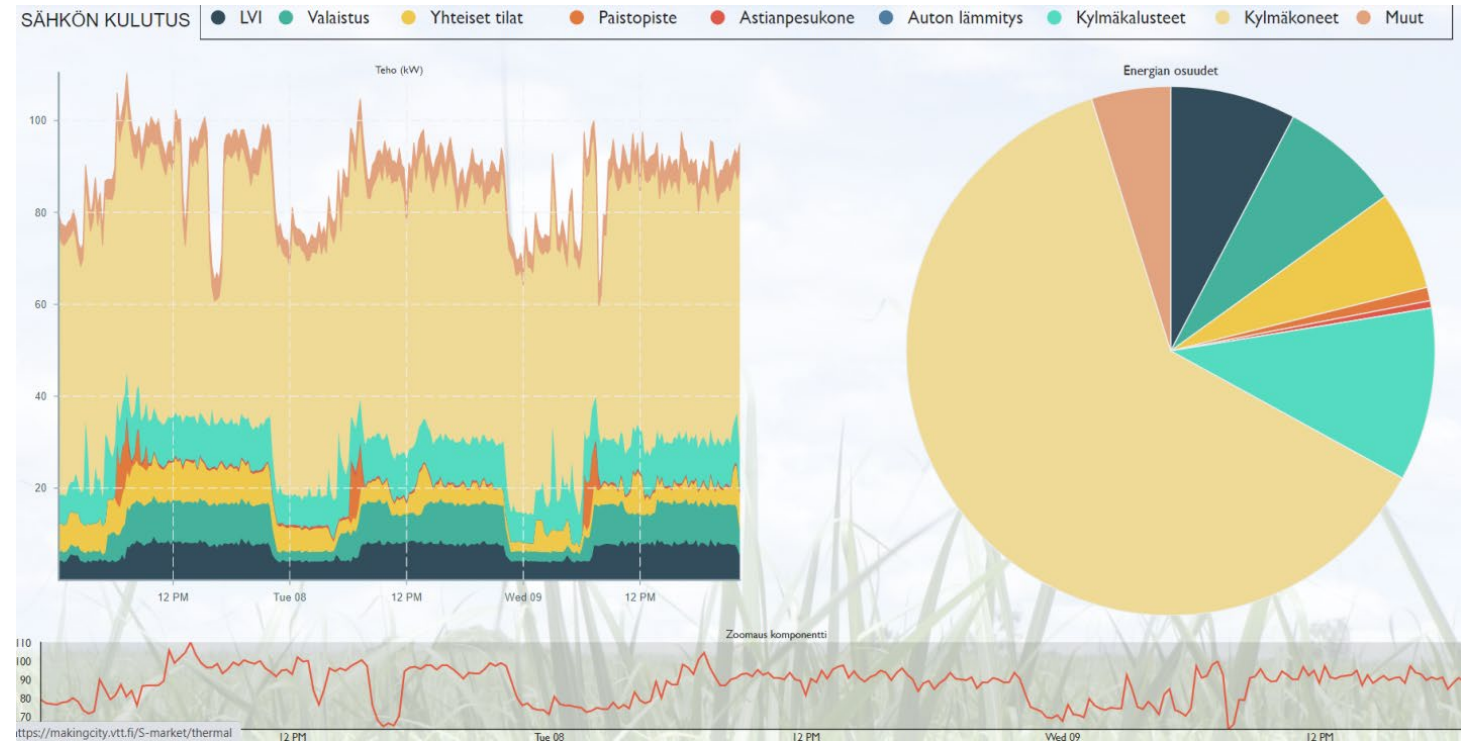 SÄHKÖN KULUTUS LVI Valaistus Yhteiset tilat Paistopiste Astianpesukone Auton lämmitys Kylmäkalusteet Kylmäkoneet Muut
Teho (kW)
Energian osuudet
100
80
60
40
20
12 PM Tue 08 12 PM Wed 09 12 PM
Zoomaus komponentti
110
100
90
80
70
12 PM Tue 08 12 PM Wed 09 12 PM
ttps://makingcity.vtt.fi/S-market/thermal